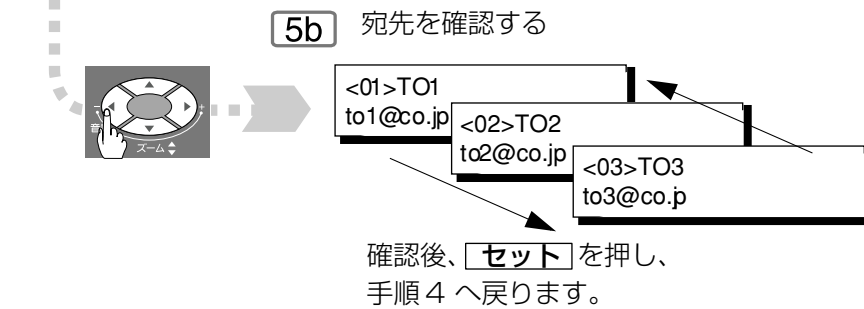 5b 宛先を確認する
<01>TO1
to1@co.jp
<02>TO2
to2@co.jp
<03>TO3
to3@co.jp
− +
音
ズーム
確認後、 セット を押し、
手順4 へ戻ります。